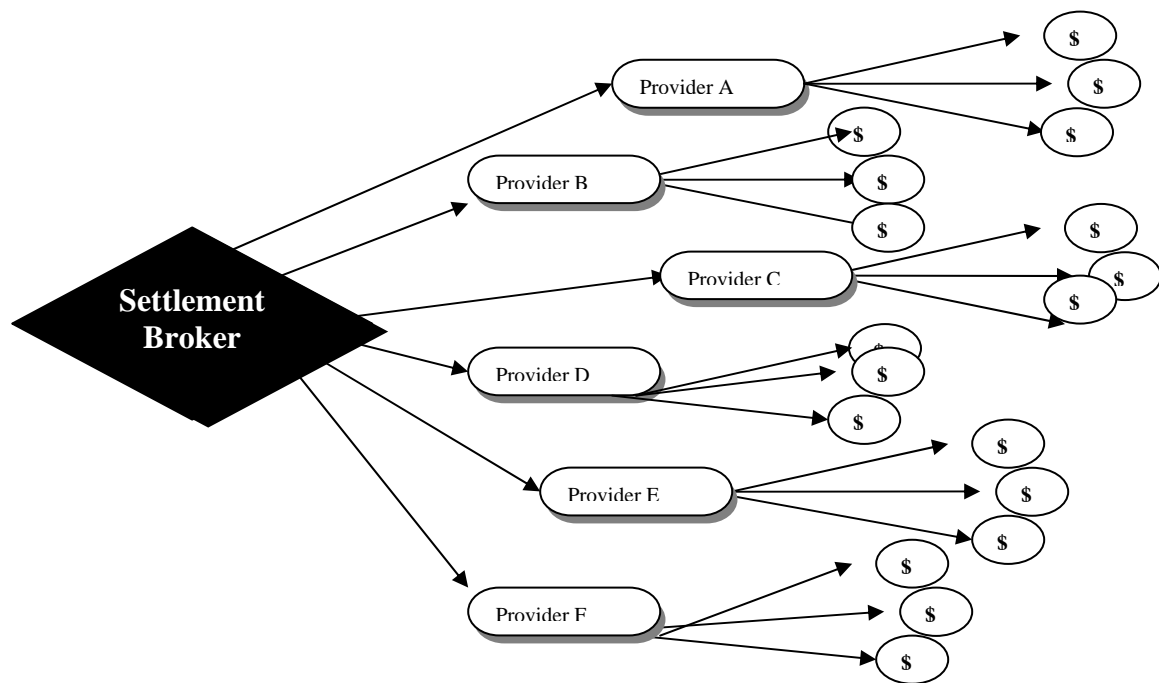 $
Provider A
$
$
$
Provider B
$
$
$
Provider C
$
$
Settlement
Broker
$
Provider D
$
$
$
Provider E
$
$
$
Provider F
$
$